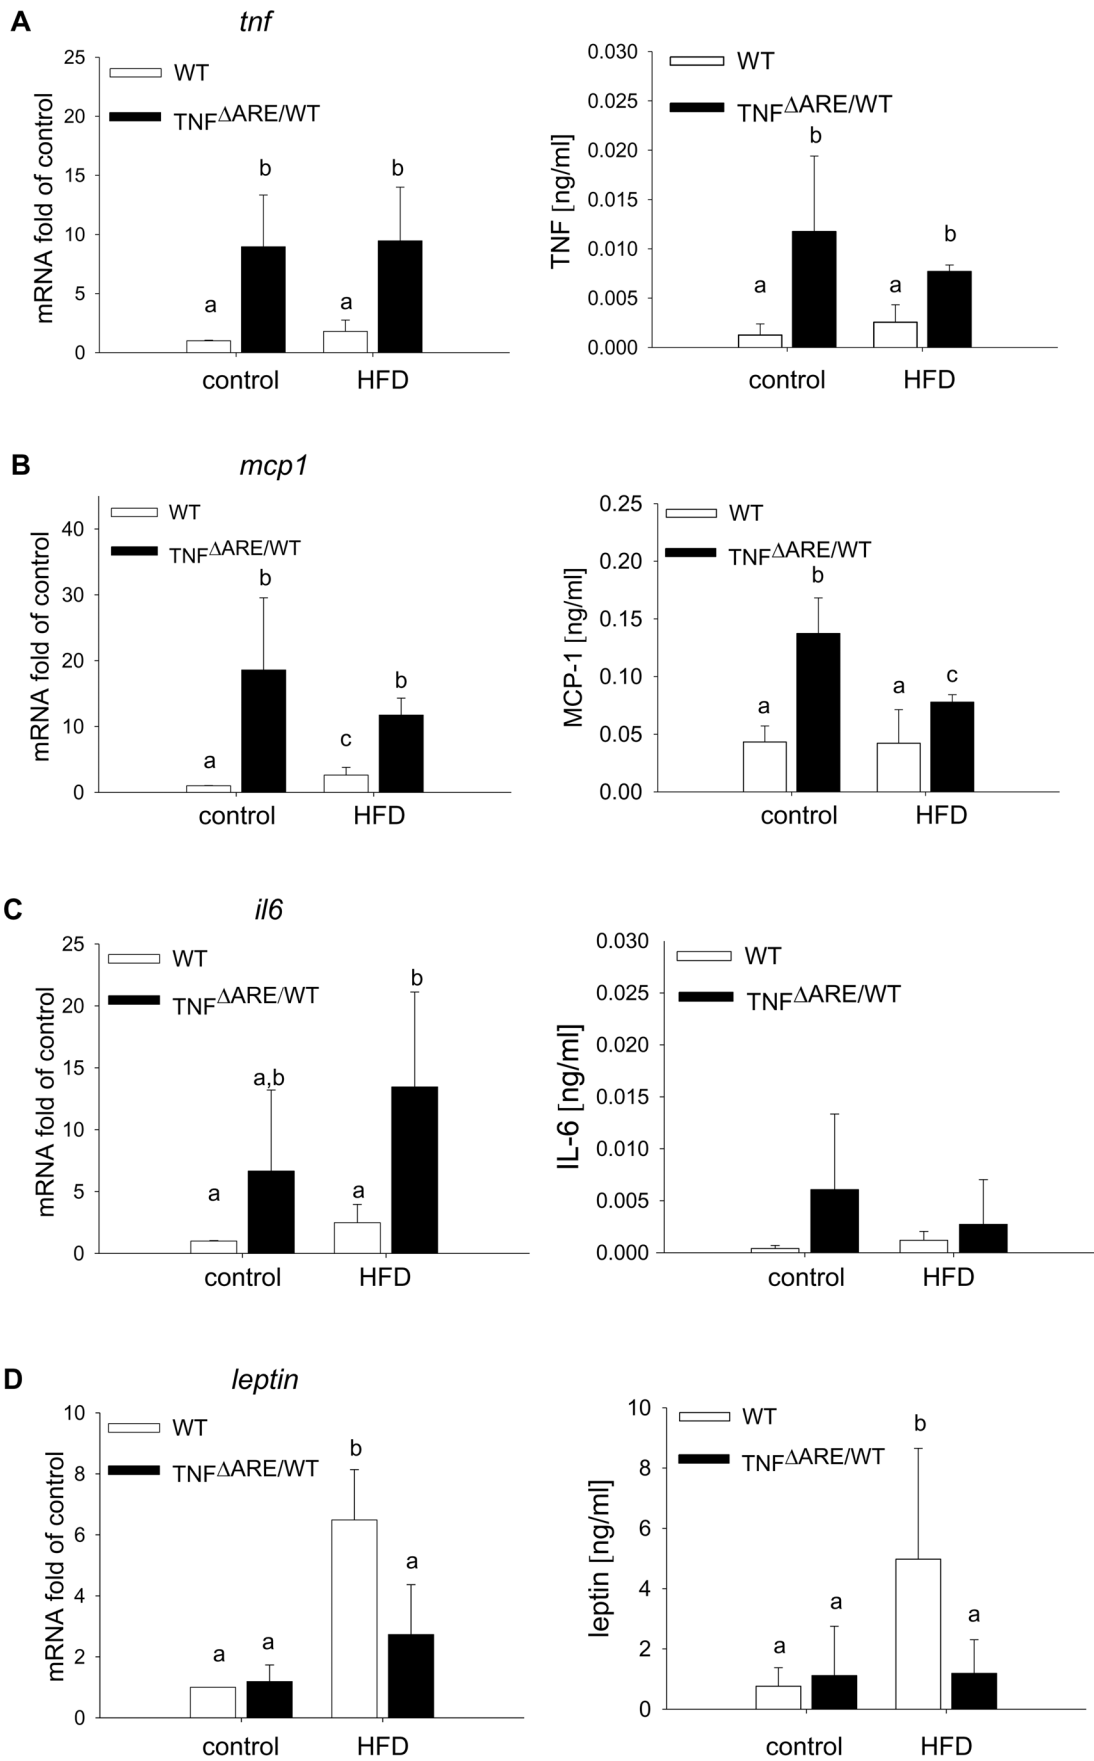 A
tnf
mRNA fold of control
25
20
15
10
5
0
WT
TNFΔARE/WT
a
b
a
b
control
HFD
TNF [ng/ml]
0.030
0.025
0.020
0.015
0.010
0.005
0.000
WT
TNFΔARE/WT
a
b
a
b
control
HFD
B
mcp1
mRNA fold of control
40
30
20
10
0
WT
TNFΔARE/WT
a
b
c
b
control
HFD
MCP-1 [ng/ml]
0.25
0.20
0.15
0.10
0.05
0.00
WT
TNFΔARE/WT
a
b
a
c
control
HFD
C
il6
mRNA fold of control
25
20
15
10
5
0
WT
TNFΔARE/WT
a
a,b
a
b
control
HFD
IL-6 [ng/ml]
0.030
0.025
0.020
0.015
0.010
0.005
0.000
WT
TNFΔARE/WT
control
HFD
D
leptin
mRNA fold of control
10
8
6
4
2
0
WT
TNFΔARE/WT
a
a
b
a
control
HFD
leptin [ng/ml]
10
8
6
4
2
0
WT
TNFΔARE/WT
a
a
b
a
control
HFD